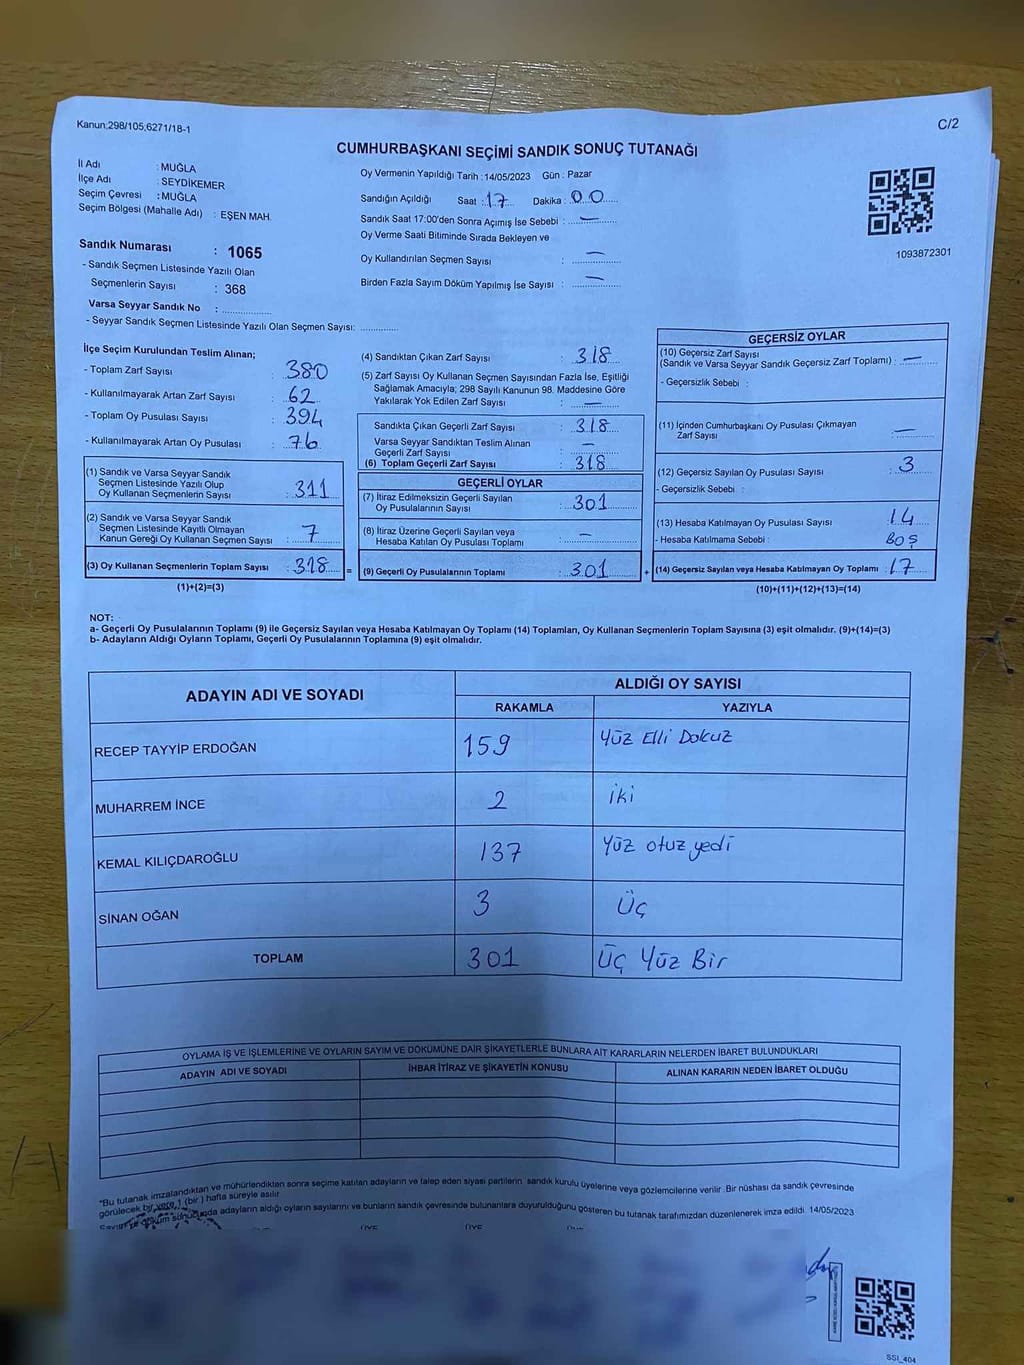 Kanun;298/105,6271/18-1
C/2
CUMHURBAŞKANI SEÇİMİ SANDIK SONUÇ TUTANAĞI
İl Adı : MUĞLA
İlçe Adı : SEYDİKEMER
Seçim Çevresi : MUĞLA
Seçim Bölgesi (Mahalle Adı) : EŞEN MAH.
Sandık Numarası : 1065
- Sandık Seçmen Listesinde Yazılı Olan
Seçmenlerin Sayısı : 368
Varsa Seyyar Sandık No :
- Seyyar Sandık Seçmen Listesinde Yazılı Olan Seçmen Sayısı:
Oy Vermenin Yapıldığı Tarih : 14/05/2023 Gün : Pazar
Sandığın Açıldığı Saat : 17 Dakika : 00
Sandık Saat 17:00'den Sonra Açımış İse Sebebi : —
Oy Verme Saati Bitiminde Sırada Bekleyen ve
Oy Kullandırılan Seçmen Sayısı : —
Birden Fazla Sayım Döküm Yapılmış İse Sayısı : —
1093872301
İlçe Seçim Kurulundan Teslim Alınan;
- Toplam Zarf Sayısı : 380
- Kullanılmayarak Artan Zarf Sayısı : 62
- Toplam Oy Pusulası Sayısı : 394
- Kullanılmayarak Artan Oy Pusulası : 76
(1) Sandık ve Varsa Seyyar Sandık
Seçmen Listesinde Yazılı Olup
Oy Kullanan Seçmenlerin Sayısı : 311
(2) Sandık ve Varsa Seyyar Sandık
Seçmen Listesinde Kayıtlı Olmayan
Kanun Gereği Oy Kullanan Seçmen Sayısı : 7
(3) Oy Kullanan Seçmenlerin Toplam Sayısı : 318 =
(1)+(2)=(3)
(4) Sandıktan Çıkan Zarf Sayısı : 318
(5) Zarf Sayısı Oy Kullanan Seçmen Sayısından Fazla İse, Eşitliği
Sağlamak Amacıyla; 298 Sayılı Kanunun 98. Maddesine Göre
Yakılarak Yok Edilen Zarf Sayısı : —
Sandıkta Çıkan Geçerli Zarf Sayısı : 318
Varsa Seyyar Sandıktan Teslim Alınan
Geçerli Zarf Sayısı : —
(6) Toplam Geçerli Zarf Sayısı : 318
GEÇERLİ OYLAR
(7) İtiraz Edilmeksizin Geçerli Sayılan
Oy Pusulalarının Sayısı : 301
(8) İtiraz Üzerine Geçerli Sayılan veya
Hesaba Katılan Oy Pusulası Toplamı : —
(9) Geçerli Oy Pusulalarının Toplamı : 301 +
GEÇERSİZ OYLAR
(10) Geçersiz Zarf Sayısı
(Sandık ve Varsa Seyyar Sandık Geçersiz Zarf Toplamı) : —
- Geçersizlik Sebebi :
(11) İçinden Cumhurbaşkanı Oy Pusulası Çıkmayan
Zarf Sayısı : —
(12) Geçersiz Sayılan Oy Pusulası Sayısı : 3
- Geçersizlik Sebebi :
(13) Hesaba Katılmayan Oy Pusulası Sayısı : 14
- Hesaba Katılmama Sebebi : BOŞ
(14) Geçersiz Sayılan veya Hesaba Katılmayan Oy Toplamı : 17
(10)+(11)+(12)+(13)=(14)
NOT:
a- Geçerli Oy Pusulalarının Toplamı (9) ile Geçersiz Sayılan veya Hesaba Katılmayan Oy Toplamı (14) Toplamları, Oy Kullanan Seçmenlerin Toplam Sayısına (3) eşit olmalıdır. (9)+(14)=(3)
b- Adayların Aldığı Oyların Toplamı, Geçerli Oy Pusulalarının Toplamına (9) eşit olmalıdır.
ADAYIN ADI VE SOYADI ALDIĞI OY SAYISI
RAKAMLA YAZIYLA
RECEP TAYYİP ERDOĞAN 159 Yüz Elli Dokuz
MUHARREM İNCE 2 iki
KEMAL KILIÇDAROĞLU 137 Yüz otuz yedi
SİNAN OĞAN 3 Üç
TOPLAM 301 Üç Yüz Bir
OYLAMA İŞ VE İŞLEMLERİNE VE OYLARIN SAYIM VE DÖKÜMÜNE DAİR ŞİKAYETLERLE BUNLARA AİT KARARLARIN NELERDEN İBARET BULUNDUKLARI
ADAYIN ADI VE SOYADI İHBAR İTİRAZ VE ŞİKAYETİN KONUSU ALINAN KARARIN NEDEN İBARET OLDUĞU
"Bu tutanak imzalandıktan ve mühürlendikten sonra seçime katılan adayların ve talep eden siyasi partilerin sandık kurulu üyelerine veya gözlemcilerine verilir. Bir nüshası da sandık çevresinde
görülecek bir yere 1 (bir ) hafta süreyle asılır.
adayların aldığı oyların sayılarını ve bunların sandık çevresinde bulunanlara duyurulduğunu gösteren bu tutanak tarafımızdan düzenlenerek imza edildi. 14/05/2023
ÜYE ÜYE
SSİ_404